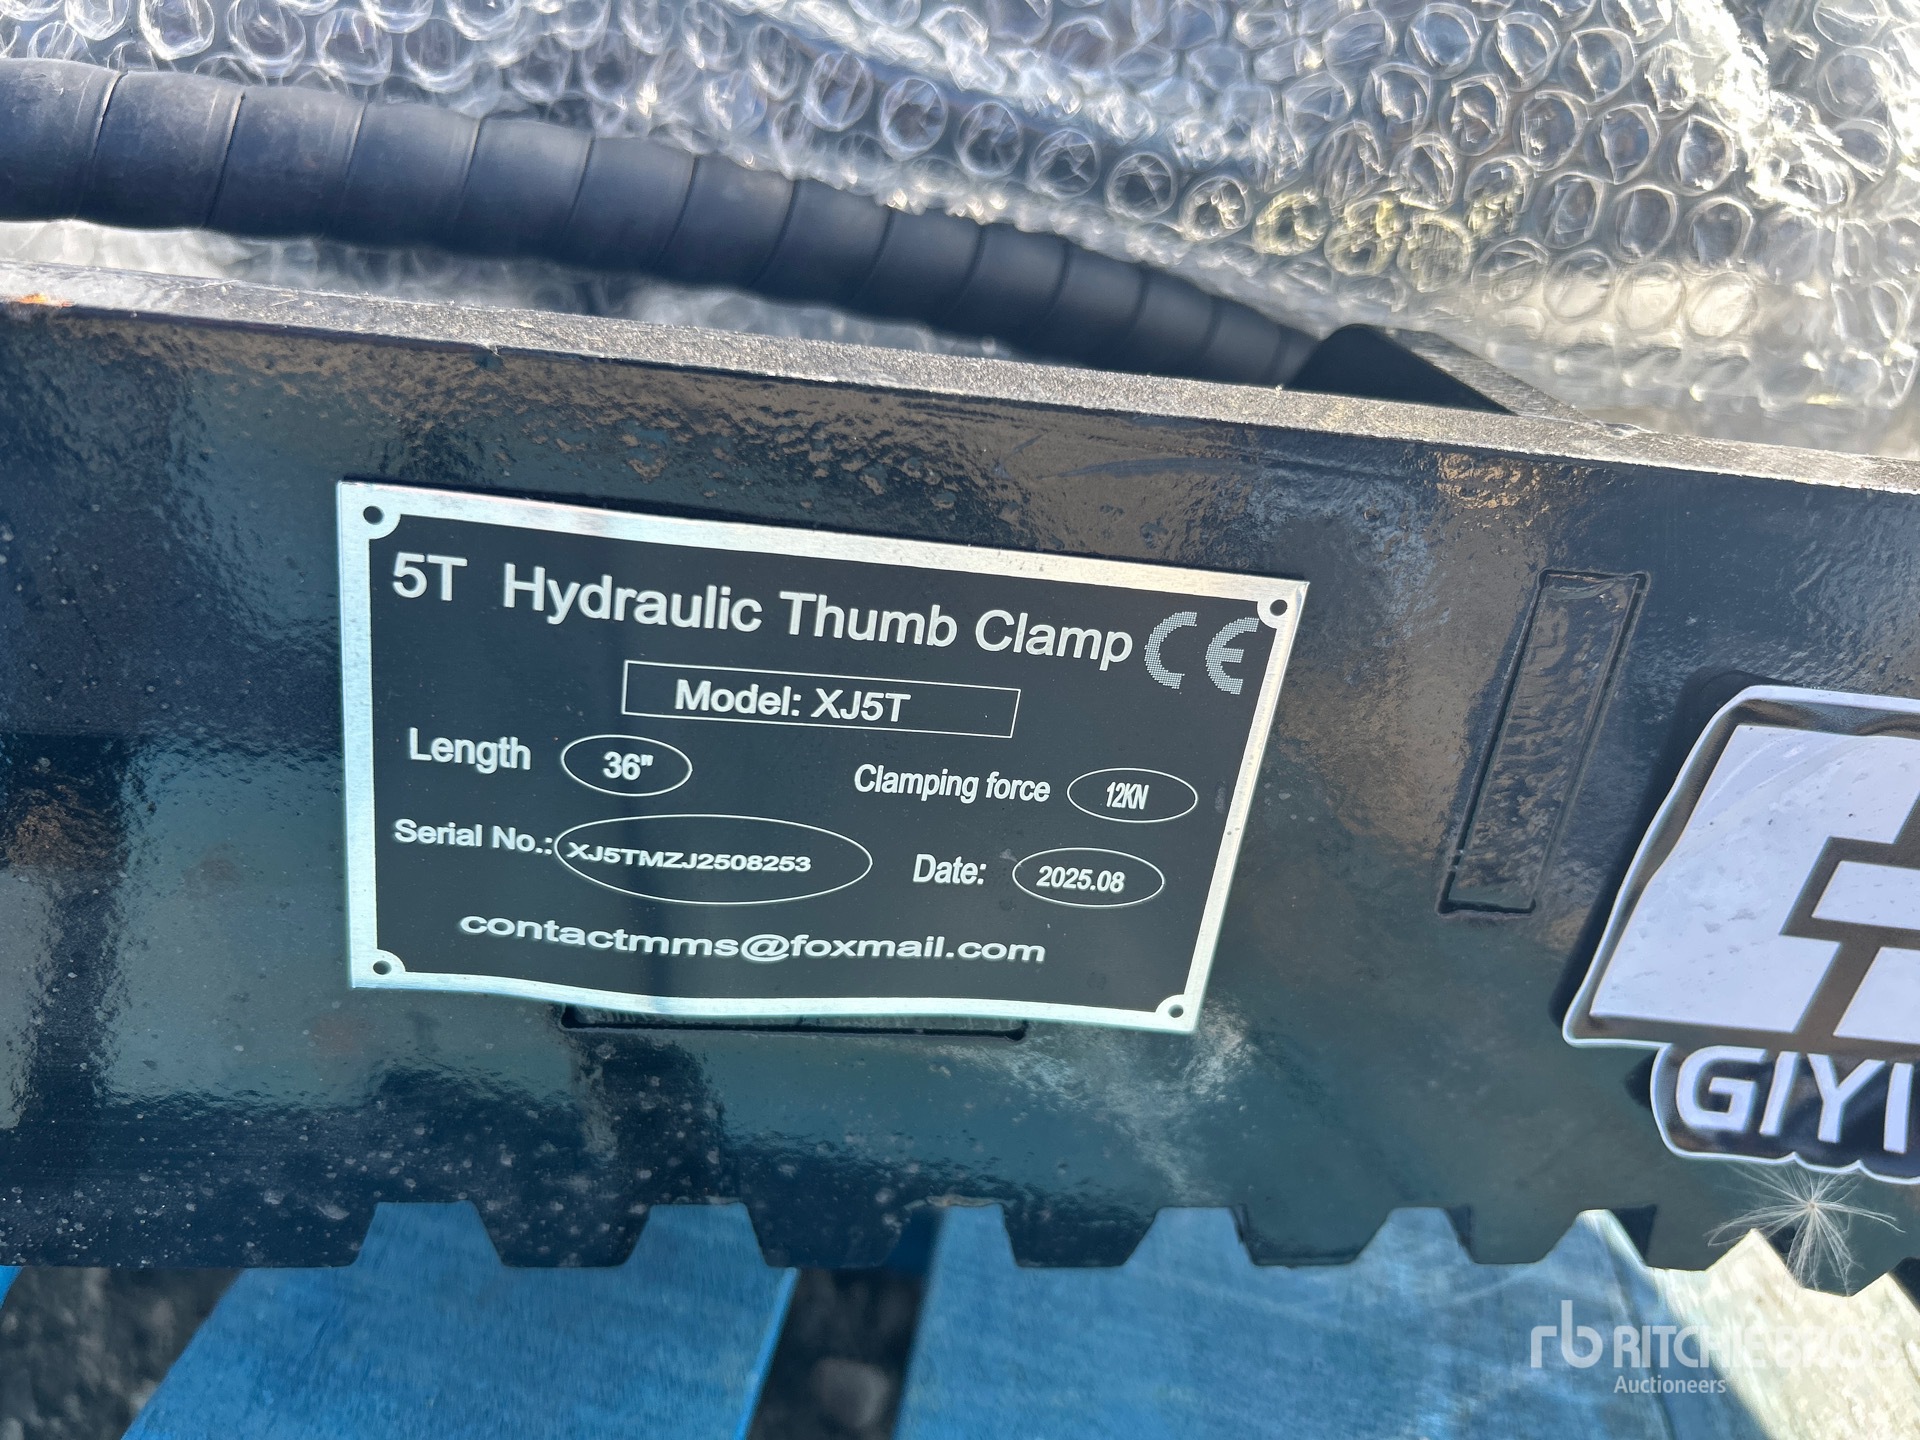 5T Hydraulic Thumb Clamp CE
Model: XJ5T
Length 36"
Clamping force 12KN
Serial No.: XJ5TMZJ2508253
Date: 2025.08
contactmms@foxmail.com
GIYI
rb RITCHIE BROS
Auctioneers